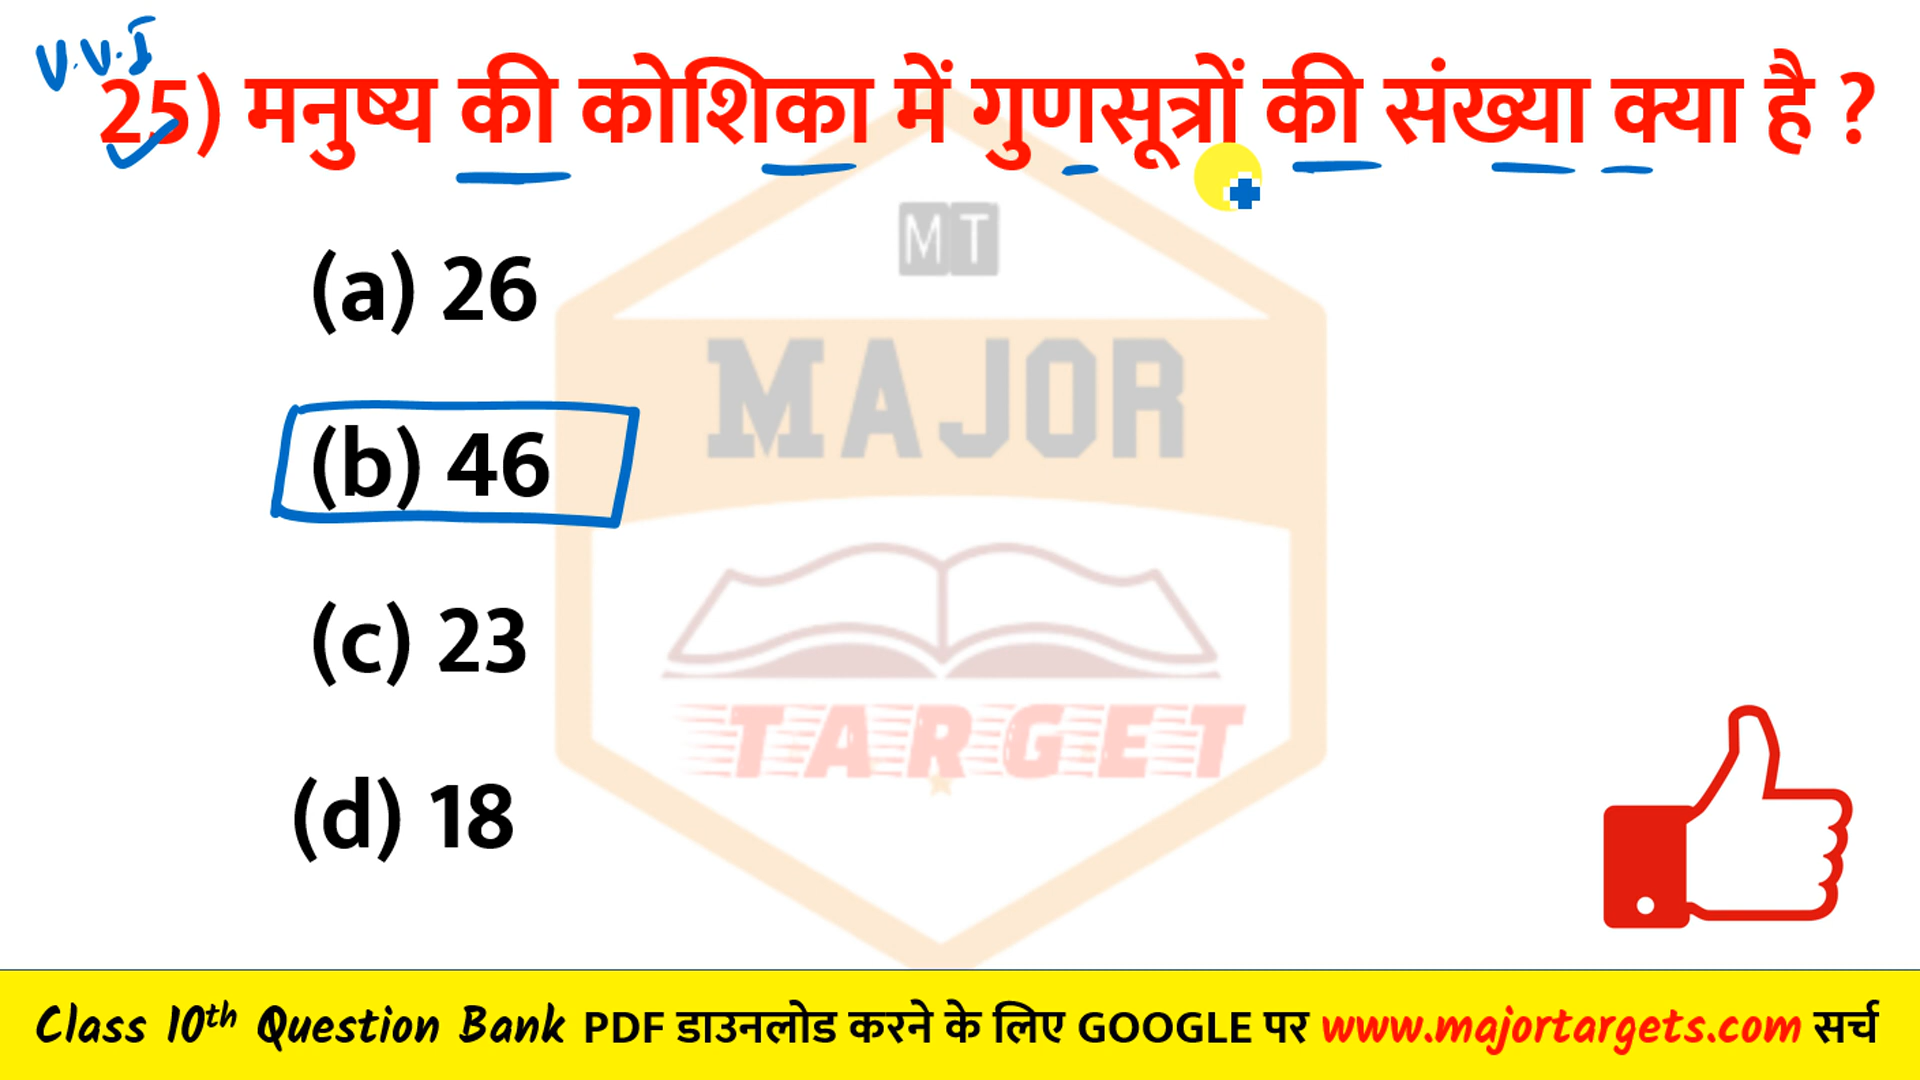 V.V.I
25) मनुष्य की कोशिका में गुणसूत्रों की संख्या क्या है ?
(a) 26
MT
MAJOR
(b) 46
(c) 23
TARGET
(d) 18
Class 10th Question Bank PDF डाउनलोड करने के लिए GOOGLE पर www.majortargets.com सर्च